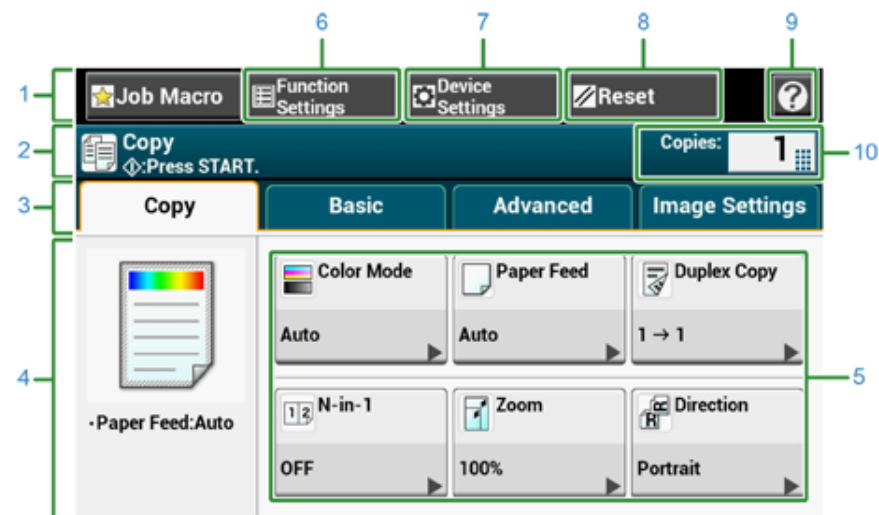 6 7 8 9
1 Job Macro Function Settings Device Settings Reset ?
2 Copy
:Press START.
Copies: 1 10
3 Copy Basic Advanced Image Settings
Color Mode Paper Feed Duplex Copy
Auto Auto 1 → 1
4 5
1 2 N-in-1 Zoom R R Direction
·Paper Feed:Auto
OFF 100% Portrait